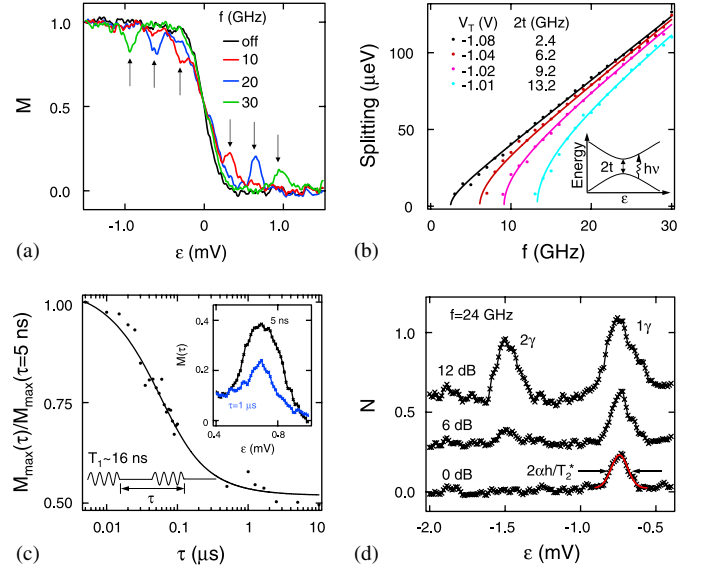 f (GHz)
off
10
20
30
M
1.0
0.5
0.0
-1.0
0
1.0
ε (mV)
(a)
V_T (V) 2t (GHz)
-1.08 2.4
-1.04 6.2
-1.02 9.2
-1.01 13.2
Splitting (μeV)
100
50
0
Energy
2t
hν
ε
0 10 20 30
f (GHz)
(b)
M_max(τ)/M_max(τ=5 ns)
1.00
0.75
0.50
M(τ)
0.4
0.2
0
5 ns
τ=1 μs
0.4 0.8
ε (mV)
T_1~16 ns
τ
0.01 0.1 1 10
τ (μs)
(c)
f=24 GHz
2γ
1γ
N
1.0
0.5
0.0
12 dB
6 dB
0 dB
2αh/T_2^*
-2.0 -1.5 -1.0 -0.5
ε (mV)
(d)